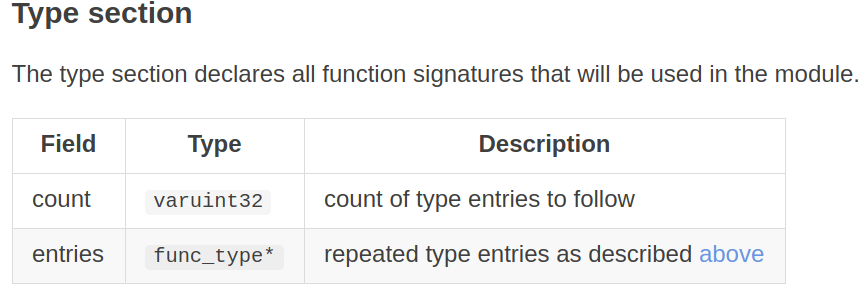 Type section
The type section declares all function signatures that will be used in the module.
Field Type Description
count varuint32 count of type entries to follow
entries func_type* repeated type entries as described above